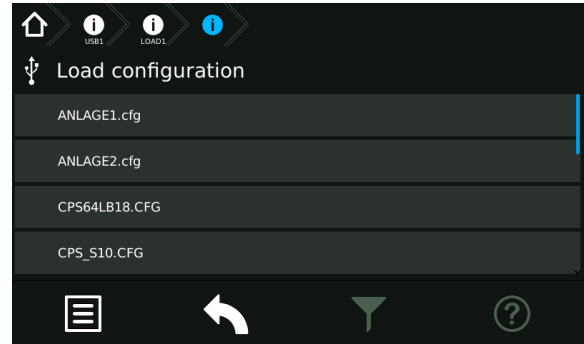 USB1
LOAD1
Load configuration
ANLAGE1.cfg
ANLAGE2.cfg
CPS64LB18.CFG
CPS_S10.CFG